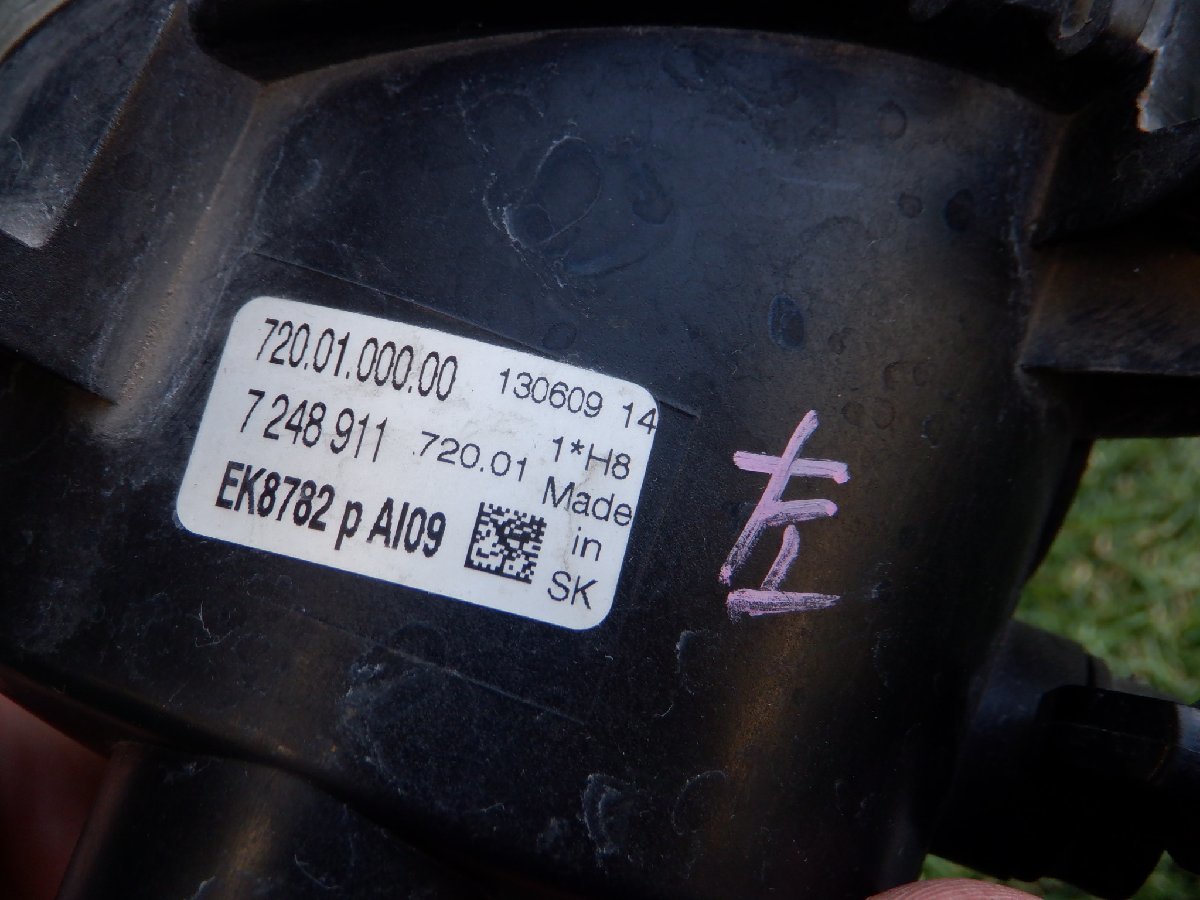 720.01.000.00 130609 14
7 248 911 720.01 1*H8
EK8782 p AI09 Made
in
SK
左